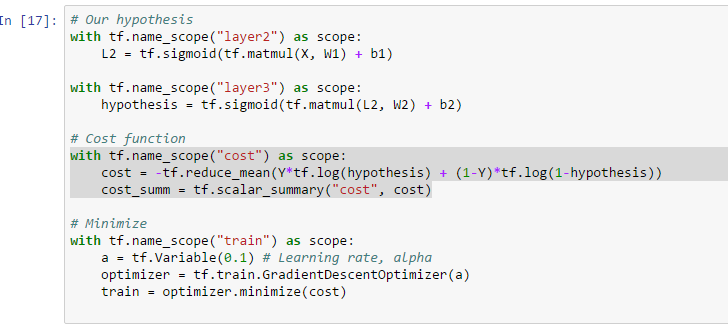 In [17]:
# Our hypothesis
with tf.name_scope("layer2") as scope:
    L2 = tf.sigmoid(tf.matmul(X, W1) + b1)
with tf.name_scope("layer3") as scope:
    hypothesis = tf.sigmoid(tf.matmul(L2, W2) + b2)
# Cost function
with tf.name_scope("cost") as scope:
    cost = -tf.reduce_mean(Y*tf.log(hypothesis) + (1-Y)*tf.log(1-hypothesis))
    cost_summ = tf.scalar_summary("cost", cost)
# Minimize
with tf.name_scope("train") as scope:
    a = tf.Variable(0.1) # Learning rate, alpha
    optimizer = tf.train.GradientDescentOptimizer(a)
    train = optimizer.minimize(cost)